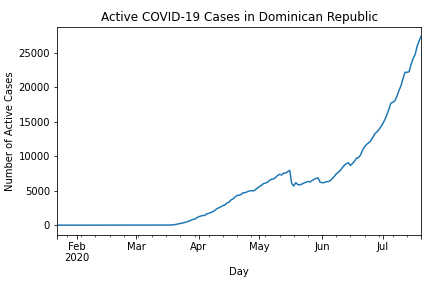 Active COVID-19 Cases in Dominican Republic
Number of Active Cases
25000
20000
15000
10000
5000
0
Feb Mar Apr May Jun Jul
2020
Day